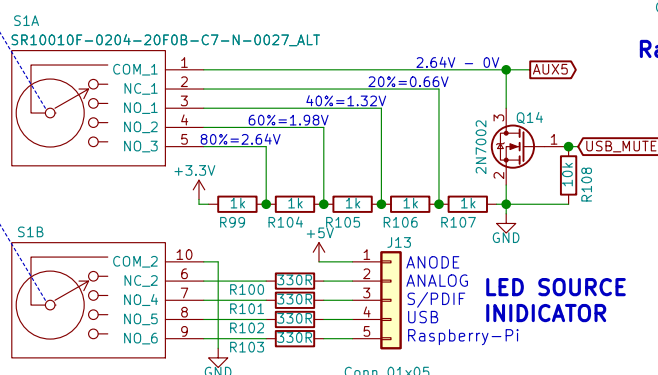 S1A
SR10010F-0204-20F0B-C7-N-0027_ALT
COM_1 1 2.64V - 0V AUX5
NC_1 2 20%=0.66V
NO_1 3 40%=1.32V
NO_2 4 60%=1.98V
NO_3 5 80%=2.64V
3 Q14
2N7002 1 USB_MUTE
2
10k R108
+3.3V
1k 1k 1k 1k 1k
R99 R104 R105 R106 R107
GND
S1B
+5V J13
COM_2 10 1 ANODE
NC_2 6 R100 330R 2 ANALOG
NO_4 7 R101 330R 3 S/PDIF
NO_5 8 R102 330R 4 USB
NO_6 9 R103 330R 5 Raspberry-Pi
LED SOURCE
INIDICATOR
GND
Conn_01x05
Ra